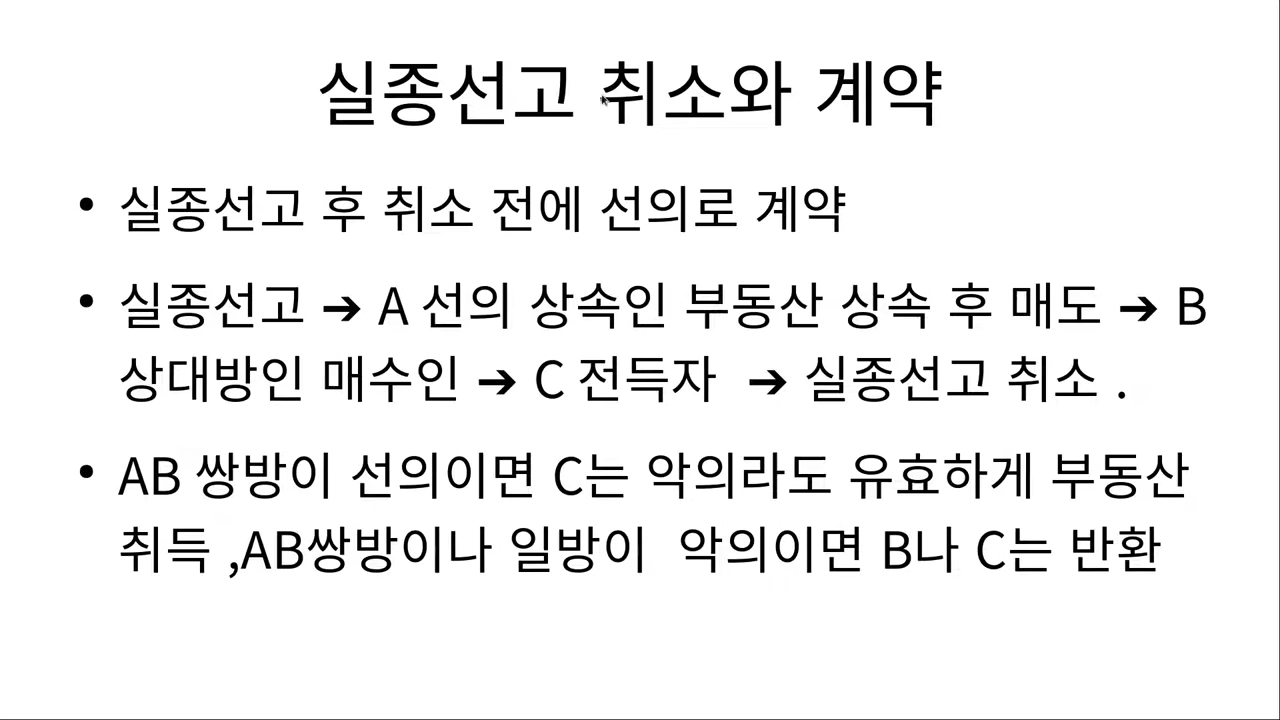 실종선고 취소와 계약
• 실종선고 후 취소 전에 선의로 계약
• 실종선고 ➔ A 선의 상속인 부동산 상속 후 매도 ➔ B
상대방인 매수인 ➔ C 전득자 ➔ 실종선고 취소 .
• AB 쌍방이 선의이면 C는 악의라도 유효하게 부동산
취득 ,AB쌍방이나 일방이 악의이면 B나 C는 반환